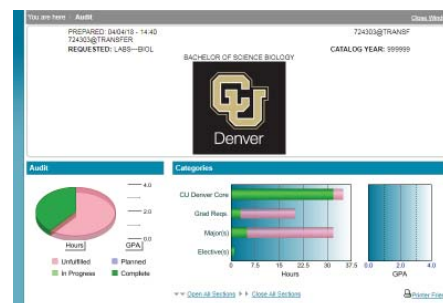 You are here - Audit
Close Wind
PREPARED: 04/04/18 - 14:40
724303@TRANSF
724303@TRANSFER
REQUESTED: LABS---BIOL
CATALOG YEAR: 999999
BACHELOR OF SCIENCE BIOLOGY
CU
Denver
Audit
Categories
4.0
2.0
0.0
Hours
GPA
Unfulfilled
Planned
In Progress
Complete
CU Denver Core
Grad Reqs.
Major(s)
Elective(s)
0 7.5 15 22.5 30 37.5
Hours
0.0 2.0 4.0
GPA
Open All Sections
Close All Sections
Printer Frien